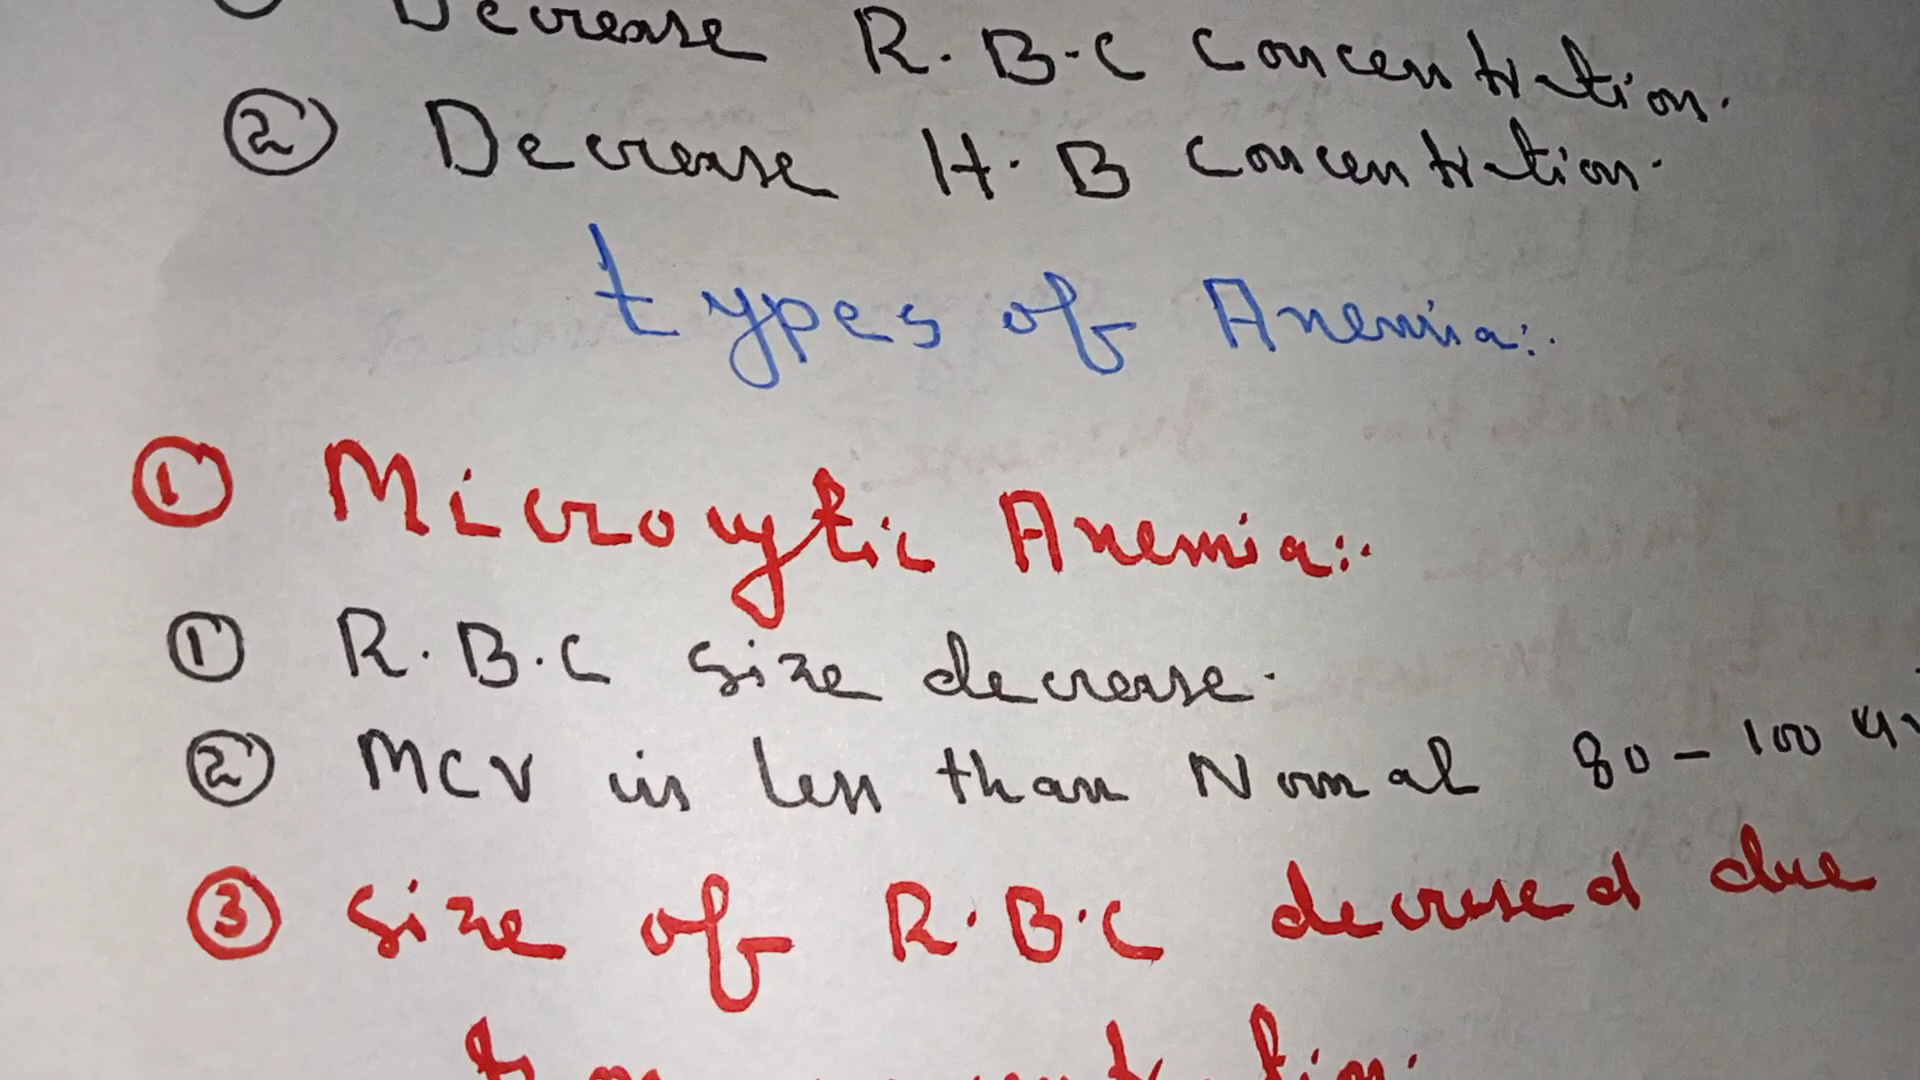 Decrease R.B.C Concentration.
② Decrease H.B Concentration.
types of Anemia:.
① Microcytic Anemia:.
① R.B.C Size decrease.
② MCV is less than Normal 80 - 100
③ Size of R.B.C decreased due